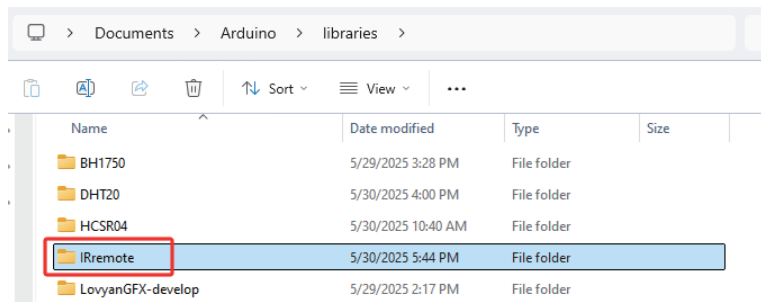 > Documents > Arduino > libraries >
A Sort View ...
Name Date modified Type Size
BH1750 5/29/2025 3:28 PM File folder
DHT20 5/30/2025 4:00 PM File folder
HCSR04 5/30/2025 10:40 AM File folder
IRremote 5/30/2025 5:44 PM File folder
LovyanGFX-develop 5/29/2025 2:17 PM File folder